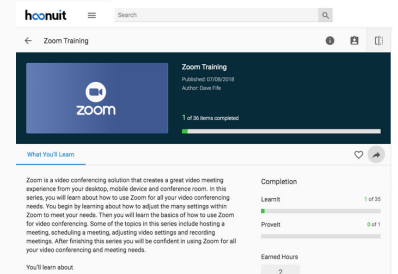 hoonuit
Search
Zoom Training
Zoom Training
Published: 07/08/2018
Author: Dave Fife
zoom
1 of 36 items completed
What You'll Learn
Zoom is a video conferencing solution that creates a great video meeting
experience from your desktop, mobile device and conference room. In this
series, you will learn about how to use Zoom for all your video conferencing
needs. You begin by learning about how to adjust the many settings within
Zoom to meet your needs. Then you will learn the basics of how to use Zoom
for video conferencing. Some of the topics in this series include hosting a
meeting, scheduling a meeting, adjusting video settings and recording
meetings. After finishing this series you will be confident in using Zoom for all
your video conferencing and meeting needs.
You'll learn about
Completion
LearnIt 1 of 35
ProveIt 0 of 1
Earned Hours
2